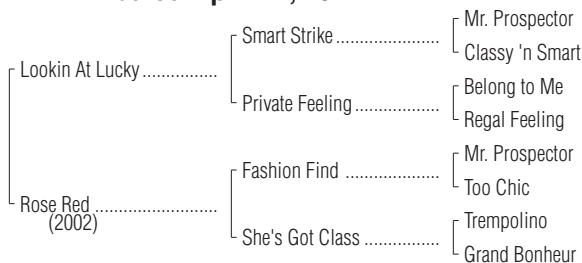 Mr. Prospector
Smart Strike
Classy 'n Smart
Lookin At Lucky
Belong to Me
Private Feeling
Regal Feeling
Mr. Prospector
Fashion Find
Too Chic
Rose Red
(2002)
Trempolino
She's Got Class
Grand Bonheur